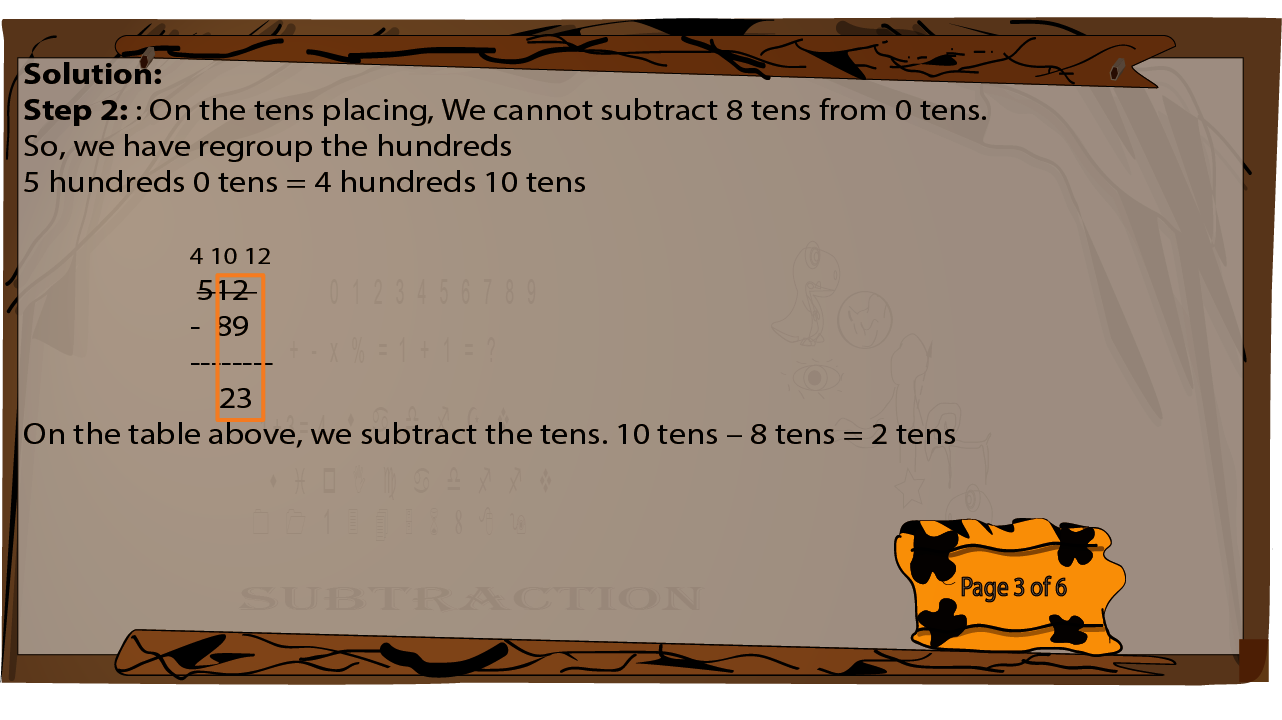 Solution:
Step 2: : On the tens placing, We cannot subtract 8 tens from 0 tens.
So, we have regroup the hundreds
5 hundreds 0 tens = 4 hundreds 10 tens
4 10 12
512
- 89
--------
23
0 1 2 3 4 5 6 7 8 9
+ - x % = 1 + 1 = ?
On the table above, we subtract the tens. 10 tens – 8 tens = 2 tens
SUBTRACTION
Page 3 of 6